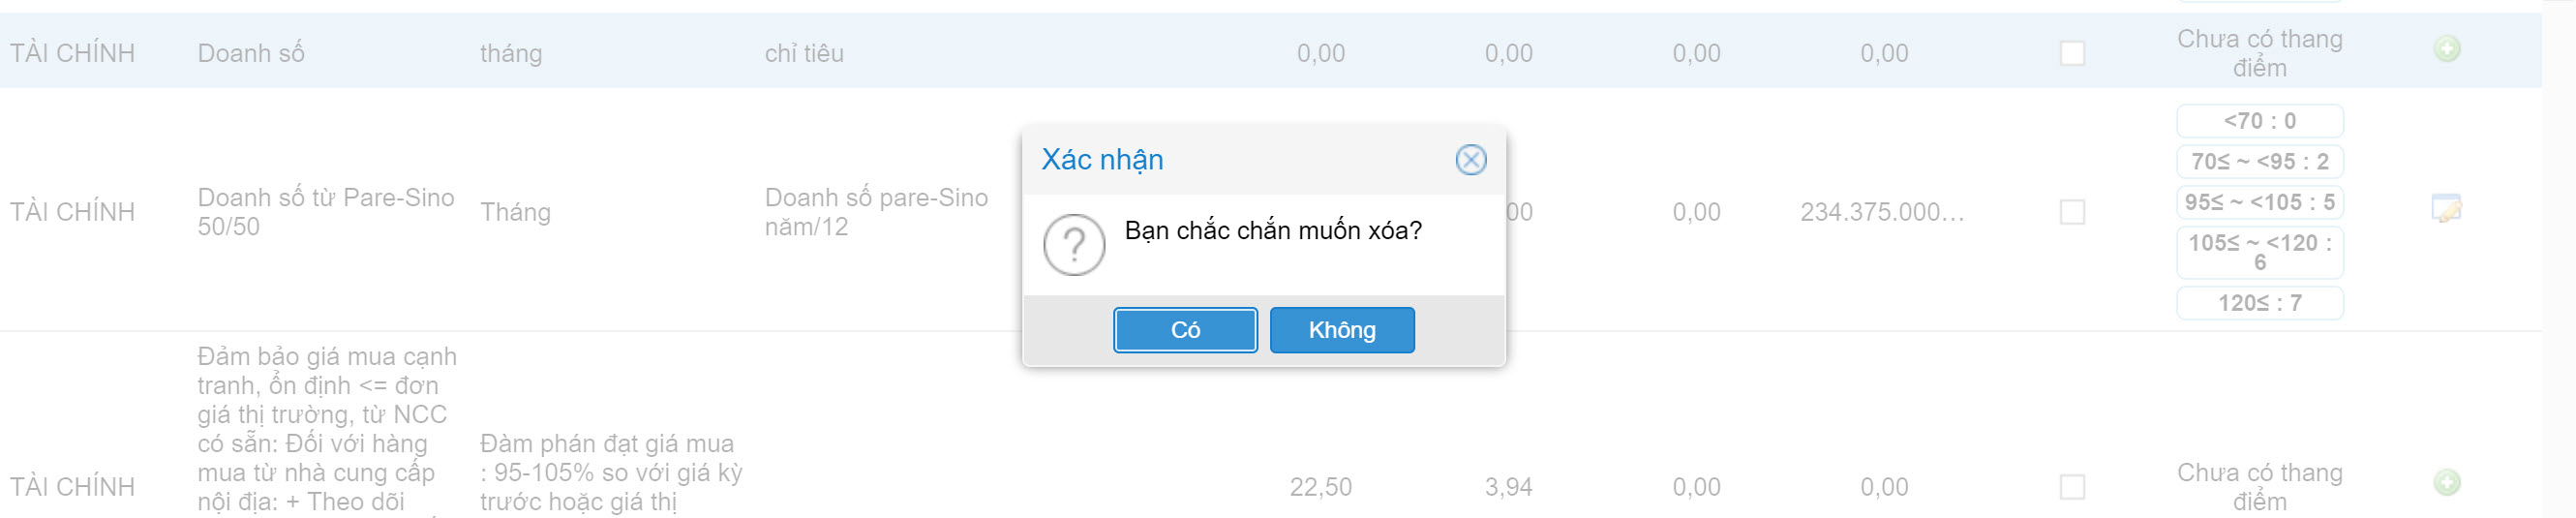 TÀI CHÍNH
Doanh số
tháng
chỉ tiêu
0,00
0,00
0,00
0,00
Chưa có thang
điểm
TÀI CHÍNH
Doanh số từ Pare-Sino
50/50
Tháng
Doanh số pare-Sino
năm/12
00
0,00
234.375.000...
<70 : 0
70≤ ~ <95 : 2
95≤ ~ <105 : 5
105≤ ~ <120 :
6
120≤ : 7
Xác nhận
Bạn chắc chắn muốn xóa?
Có
Không
TÀI CHÍNH
Đảm bảo giá mua cạnh
tranh, ổn định <= đơn
giá thị trường, từ NCC
có sẵn: Đối với hàng
mua từ nhà cung cấp
nội địa: + Theo dõi
Đàm phán đạt giá mua
: 95-105% so với giá kỳ
trước hoặc giá thị
22,50
3,94
0,00
0,00
Chưa có thang
điểm